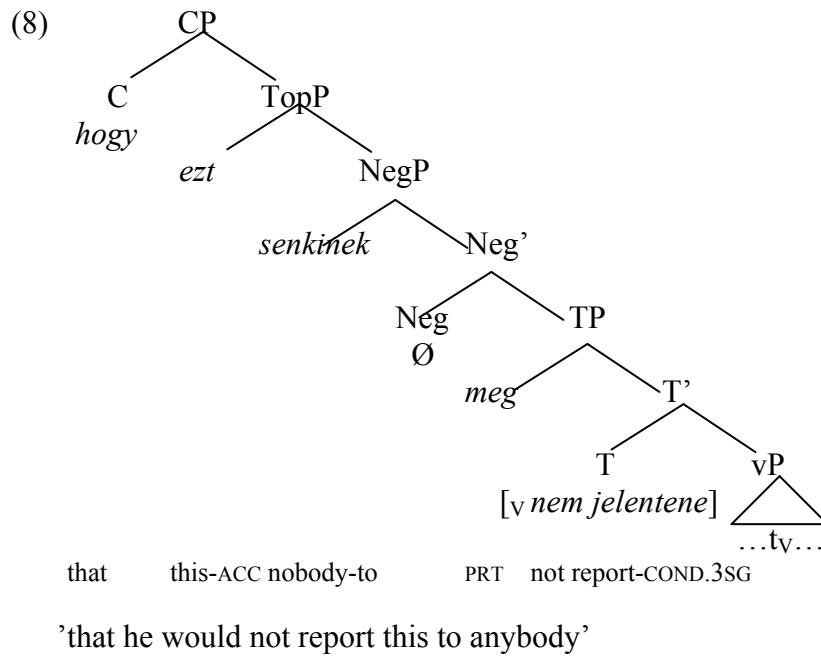 (8) CP
C TopP
hogy
ezt NegP
senkinek Neg’
Neg TP
Ø
meg T’
T vP
[V nem jelentene]
…tV…
that this-ACC nobody-to PRT not report-COND.3SG
’that he would not report this to anybody’